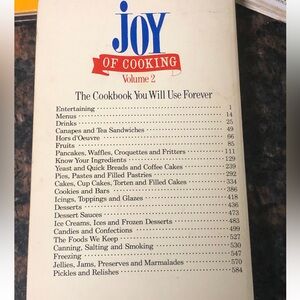 joy
OF COOKING
Volume 2
The Cookbook You Will Use Forever
Entertaining 1
Menus 14
Drinks 25
Canapes and Tea Sandwiches 49
Hors d'Oeuvre 66
Fruits 85
Pancakes, Waffles, Croquettes and Fritters 111
Know Your Ingredients 129
Yeast and Quick Breads and Coffee Cakes 239
Pies, Pastes and Filled Pastries 292
Cakes, Cup Cakes, Torten and Filled Cakes 334
Cookies and Bars 386
Icings, Toppings and Glazes 418
Desserts 436
Dessert Sauces 473
Ice Creams, Ices and Frozen Desserts 483
Candies and Confections 499
The Foods We Keep 527
Canning, Salting and Smoking 530
Freezing 547
Jellies, Jams, Preserves and Marmalades 570
Pickles and Relishes 584